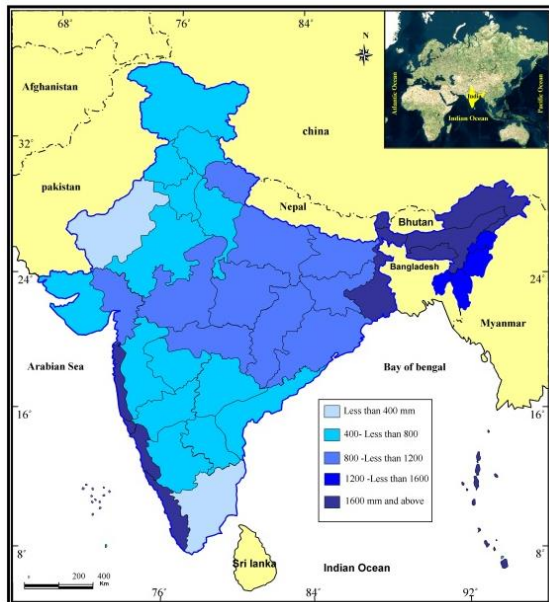 68°
76°
84°
92°
N
Afghanistan
china
32°
pakistan
Nepal
Bhutan
Bangladesh
24°
24°
Myanmar
Arabian Sea
Bay of bengal
16°
16°
Less than 400 mm
400- Less than 800
800 -Less than 1200
1200 -Less than 1600
1600 mm and above
8°
8°
Sri lanka
Indian Ocean
0 200 400
Km
76°
84°
92°
Atlantic Ocean
India
Indian Ocean
Pacific Ocean